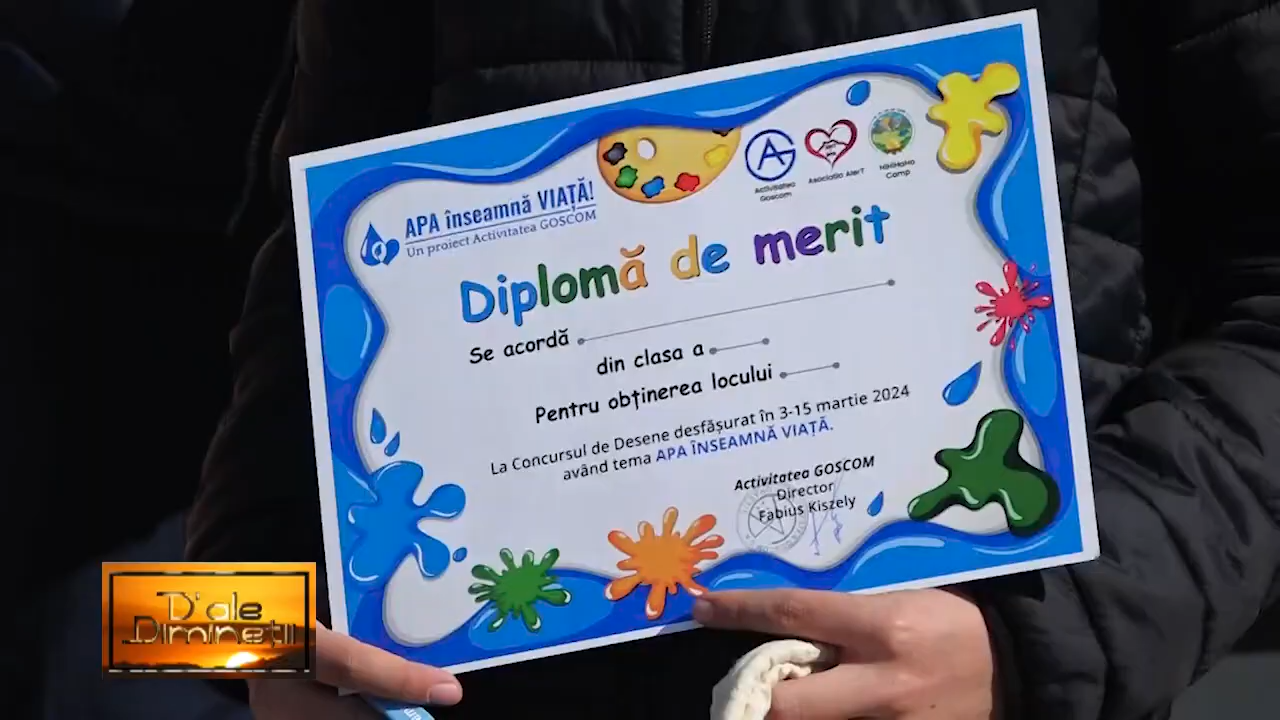 APA înseamnă VIAȚĂ!
Un proiect Activitatea GOSCOM
Activitatea
Goscom
Asociatia AlerT
HiHiHaHa
Camp
Diplomă de merit
Se acordă
din clasa a
Pentru obținerea locului
La Concursul de Desene desfășurat în 3-15 martie 2024
având tema APA ÎNSEAMNĂ VIAȚĂ.
Activitatea GOSCOM
Director
Fabius Kiszely
D'ale
Dimineții